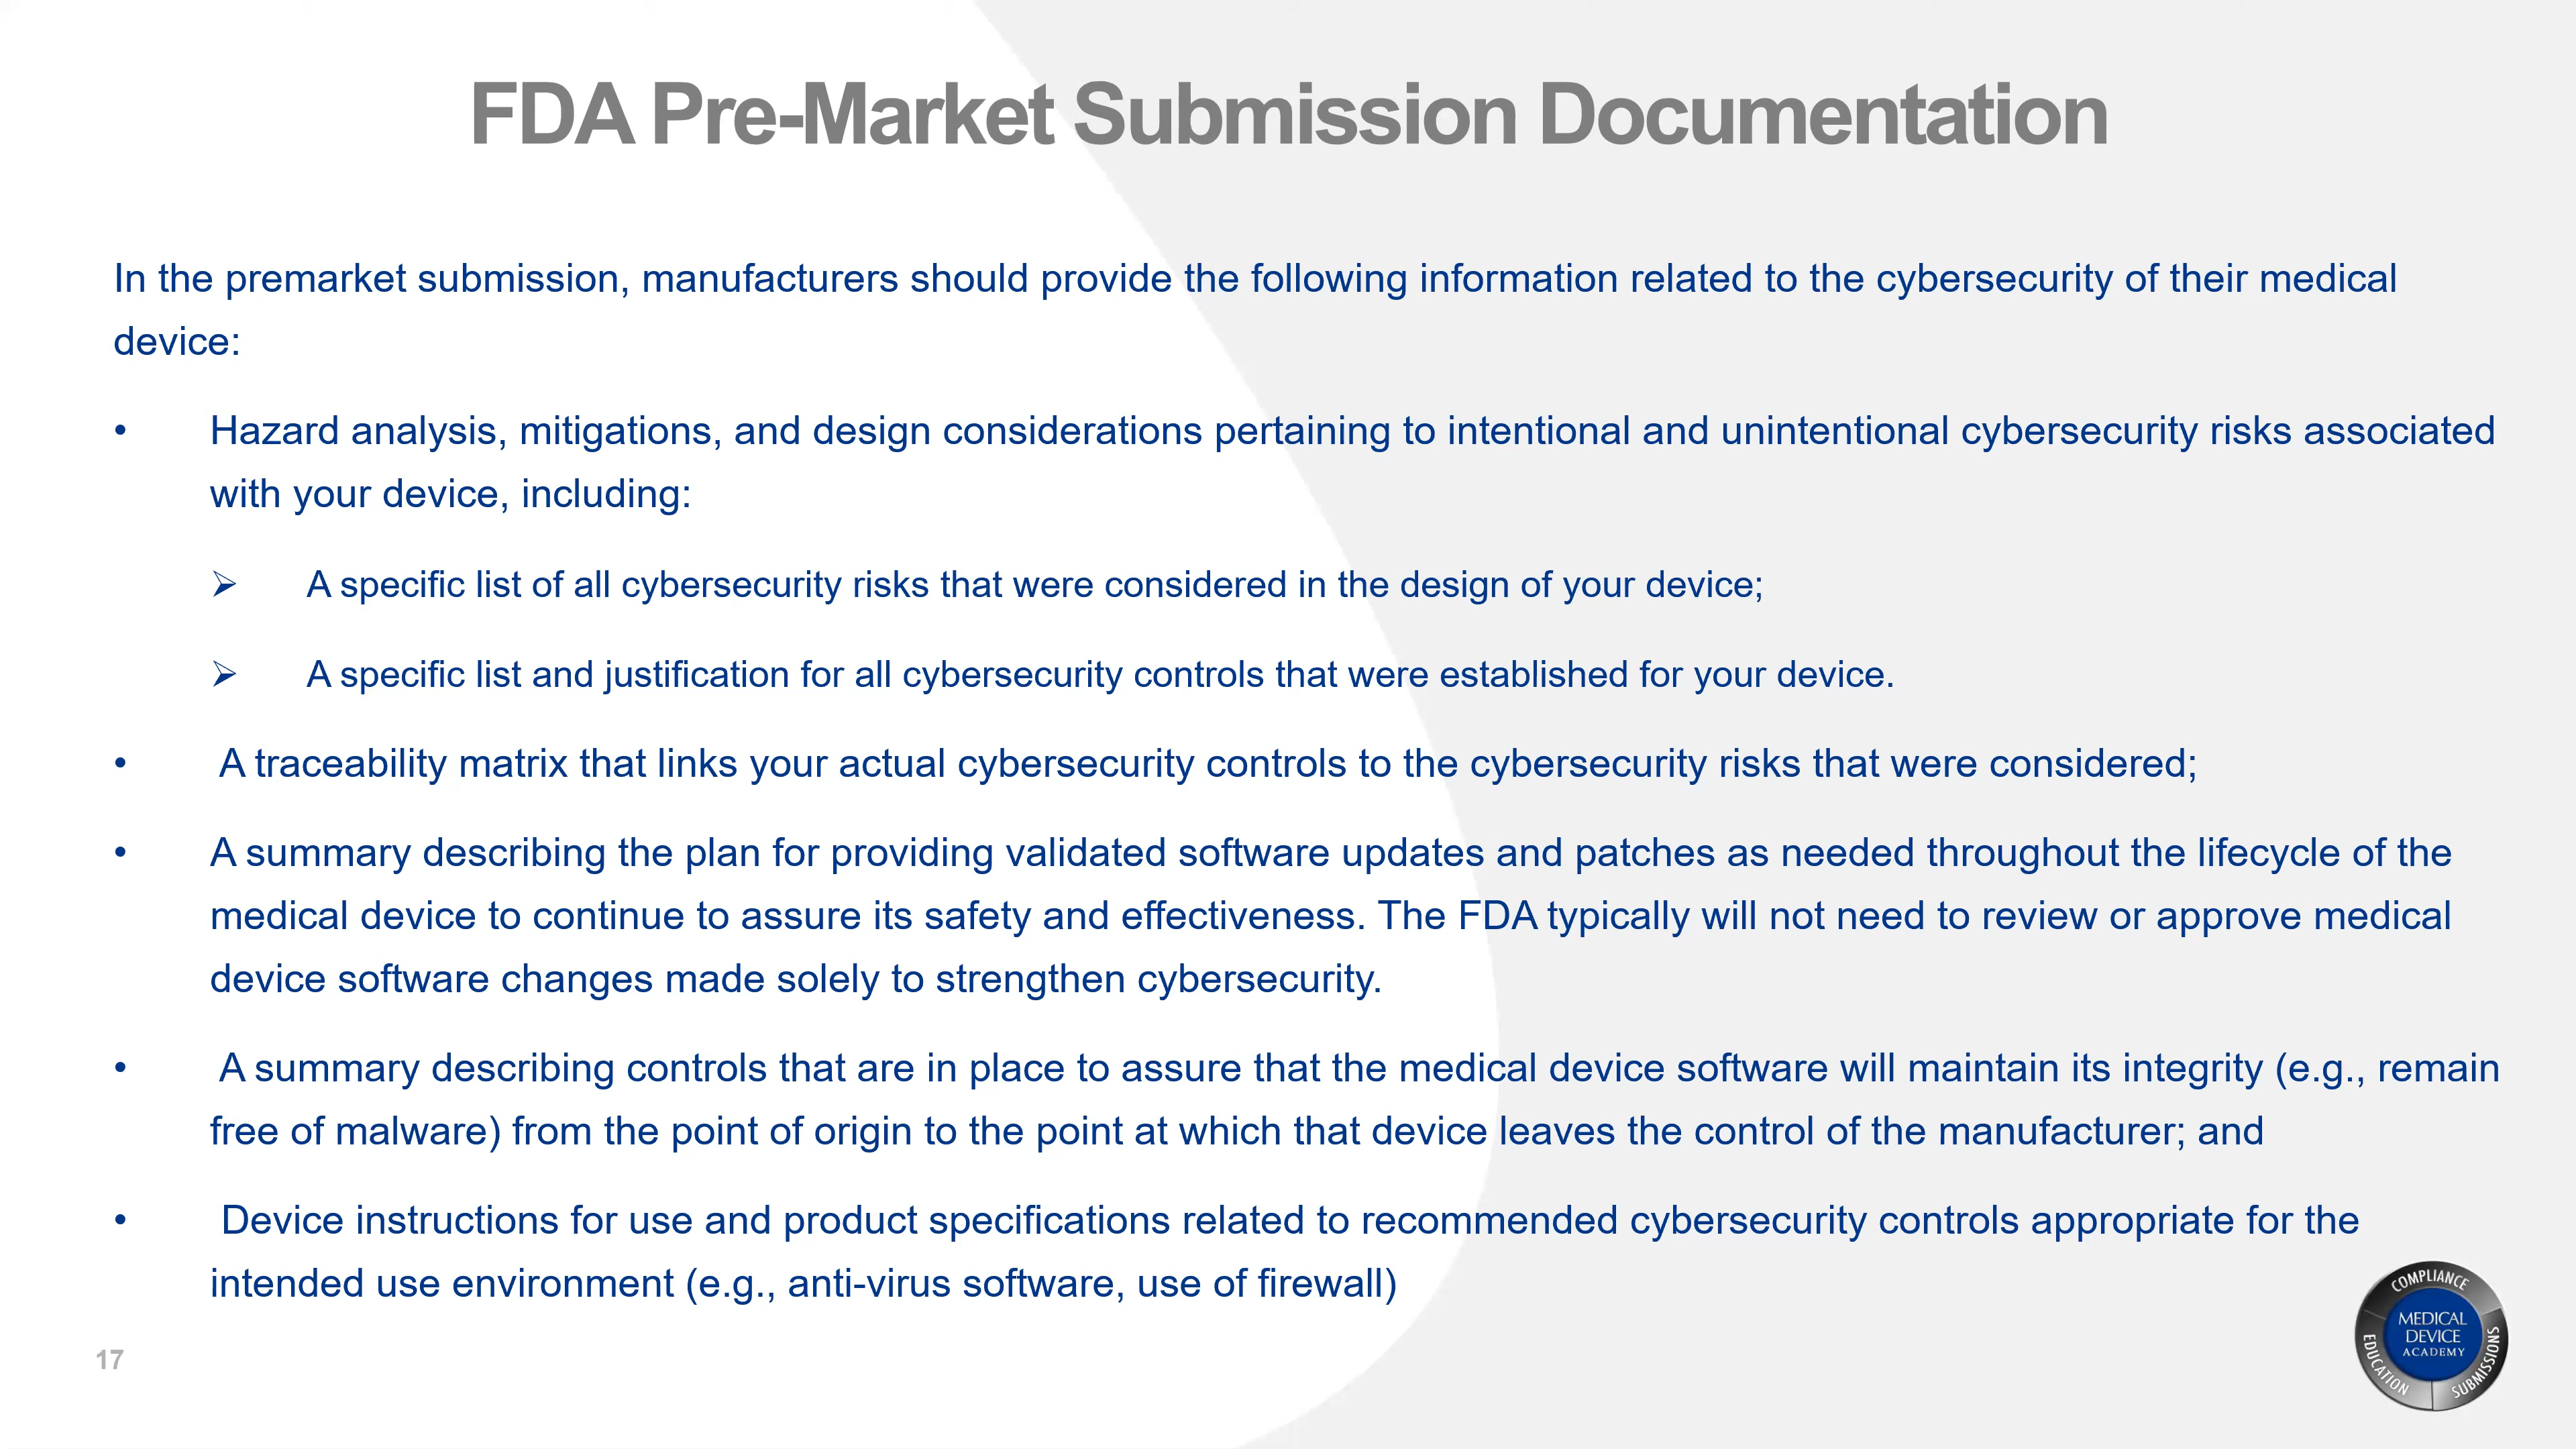 FDA Pre-Market Submission Documentation
In the premarket submission, manufacturers should provide the following information related to the cybersecurity of their medical
device:
• Hazard analysis, mitigations, and design considerations pertaining to intentional and unintentional cybersecurity risks associated
with your device, including:
➢ A specific list of all cybersecurity risks that were considered in the design of your device;
➢ A specific list and justification for all cybersecurity controls that were established for your device.
• A traceability matrix that links your actual cybersecurity controls to the cybersecurity risks that were considered;
• A summary describing the plan for providing validated software updates and patches as needed throughout the lifecycle of the
medical device to continue to assure its safety and effectiveness. The FDA typically will not need to review or approve medical
device software changes made solely to strengthen cybersecurity.
• A summary describing controls that are in place to assure that the medical device software will maintain its integrity (e.g., remain
free of malware) from the point of origin to the point at which that device leaves the control of the manufacturer; and
• Device instructions for use and product specifications related to recommended cybersecurity controls appropriate for the
intended use environment (e.g., anti-virus software, use of firewall)
17
COMPLIANCE
MEDICAL
DEVICE
ACADEMY
EDUCATION
SUBMISSIONS